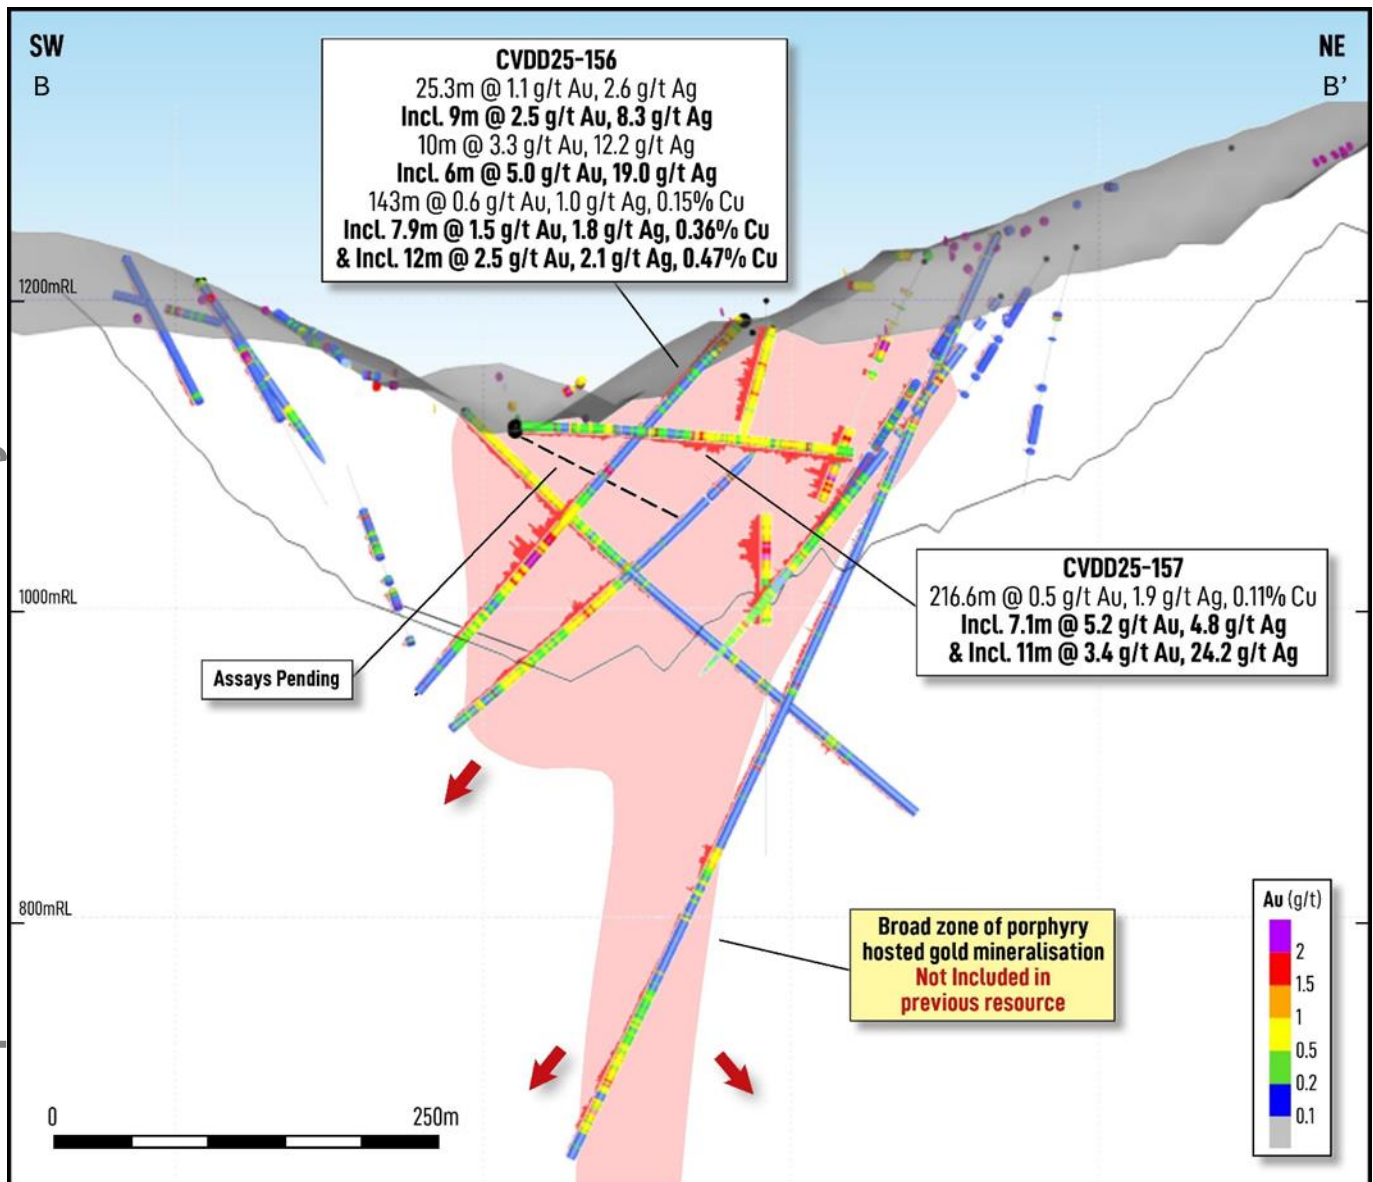 SW
B
NE
B'
CVDD25-156
25.3m @ 1.1 g/t Au, 2.6 g/t Ag
Incl. 9m @ 2.5 g/t Au, 8.3 g/t Ag
10m @ 3.3 g/t Au, 12.2 g/t Ag
Incl. 6m @ 5.0 g/t Au, 19.0 g/t Ag
143m @ 0.6 g/t Au, 1.0 g/t Ag, 0.15% Cu
Incl. 7.9m @ 1.5 g/t Au, 1.8 g/t Ag, 0.36% Cu
& Incl. 12m @ 2.5 g/t Au, 2.1 g/t Ag, 0.47% Cu
1200mRL
CVDD25-157
216.6m @ 0.5 g/t Au, 1.9 g/t Ag, 0.11% Cu
Incl. 7.1m @ 5.2 g/t Au, 4.8 g/t Ag
& Incl. 11m @ 3.4 g/t Au, 24.2 g/t Ag
1000mRL
Assays Pending
800mRL
Broad zone of porphyry
hosted gold mineralisation
Not Included in
previous resource
Au (g/t)
2
1.5
1
0.5
0.2
0.1
0 250m